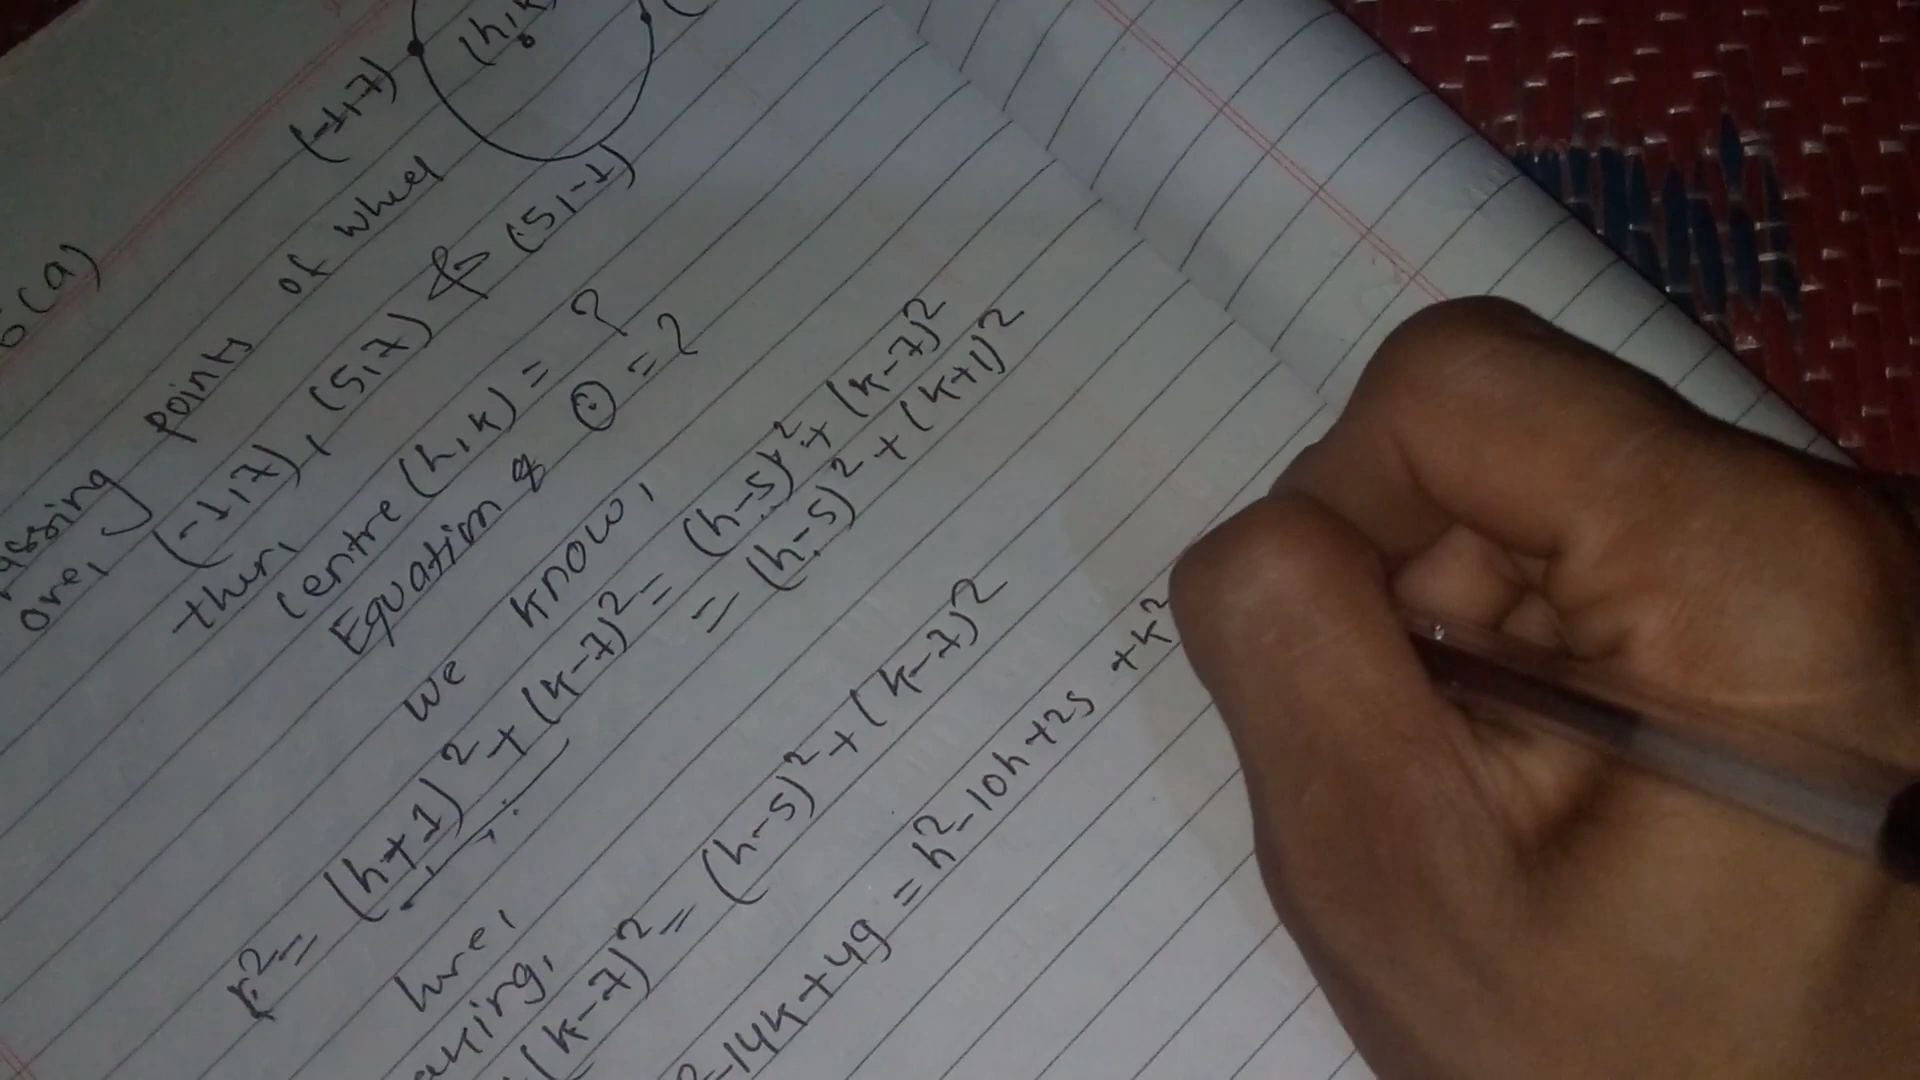 6(a)
(-1,7)
(h,k)
passing points of wheel
are, (-1,7), (5,7) & (5,-1)
then,
centre (h,k) = ?
Equation of ⊙ = ?
we know,
r² = (h+1)² + (k-7)² = (h-5)² + (k-7)²
= (h-5)² + (k+1)²
here,
(k-7)² = (h-5)² + (k-7)²
-14k+49 = h²-10h+25 +k²